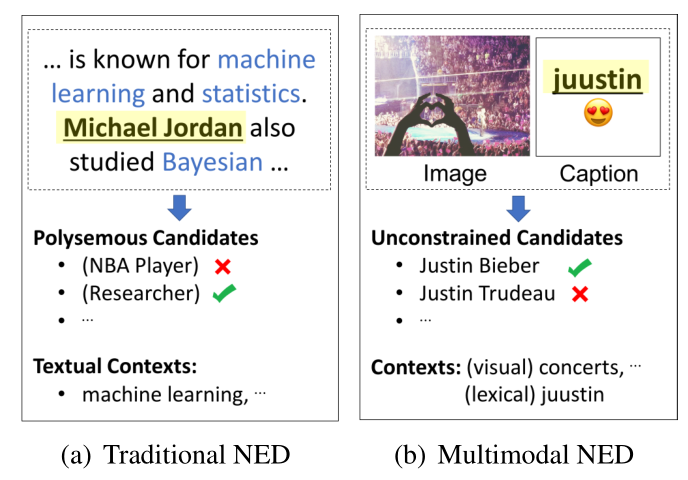 ... is known for machine
learning and statistics.
Michael Jordan also
studied Bayesian ...
Polysemous Candidates
• (NBA Player)
• (Researcher)
• ...
Textual Contexts:
• machine learning, ...
(a) Traditional NED
juustin
Image
Caption
Unconstrained Candidates
• Justin Bieber
• Justin Trudeau
• ...
Contexts: (visual) concerts, ...
(lexical) juustin
(b) Multimodal NED